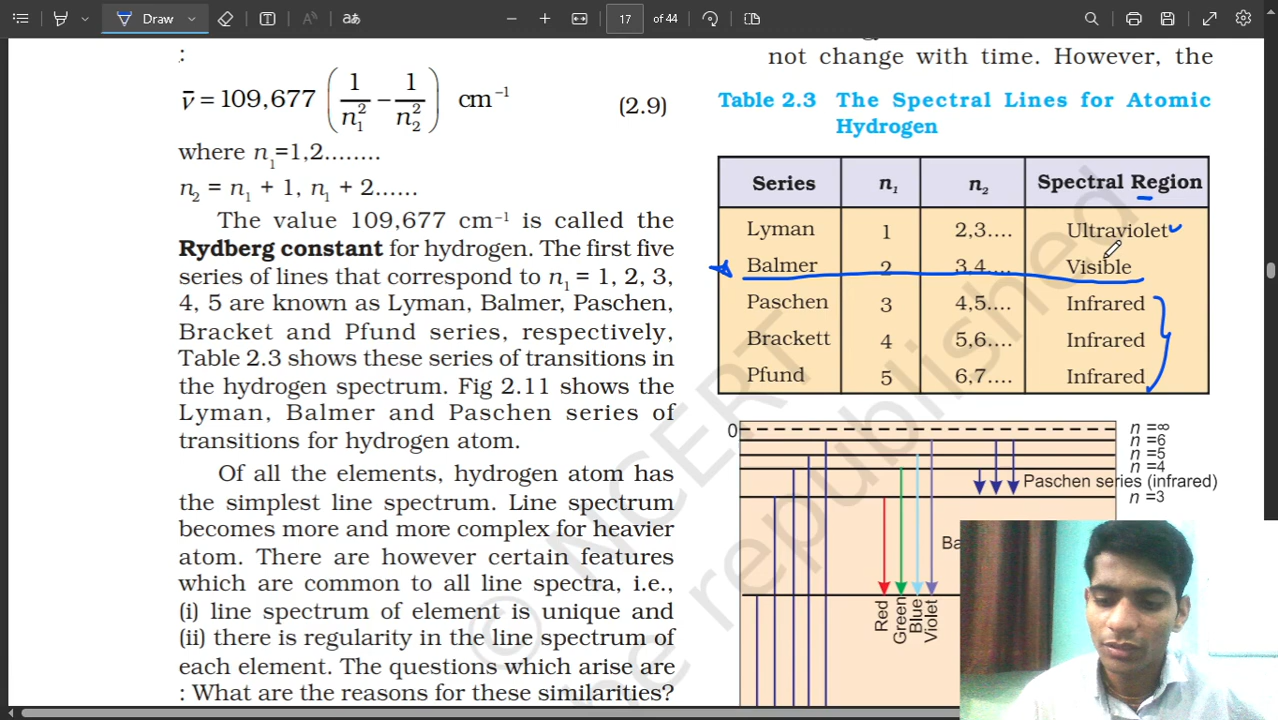 Draw
17
of 44
:
not change with time. However, the
ν̄ = 109,677 (1/n₁² − 1/n₂²) cm⁻¹ (2.9)
where n₁=1,2........
n₂ = n₁ + 1, n₁ + 2......
The value 109,677 cm⁻¹ is called the
Rydberg constant for hydrogen. The first five
series of lines that correspond to n₁ = 1, 2, 3,
4, 5 are known as Lyman, Balmer, Paschen,
Bracket and Pfund series, respectively,
Table 2.3 shows these series of transitions in
the hydrogen spectrum. Fig 2.11 shows the
Lyman, Balmer and Paschen series of
transitions for hydrogen atom.
Of all the elements, hydrogen atom has
the simplest line spectrum. Line spectrum
becomes more and more complex for heavier
atom. There are however certain features
which are common to all line spectra, i.e.,
(i) line spectrum of element is unique and
(ii) there is regularity in the line spectrum of
each element. The questions which arise are
: What are the reasons for these similarities?
Table 2.3 The Spectral Lines for Atomic
Hydrogen
Series n₁ n₂ Spectral Region
Lyman 1 2,3.... Ultraviolet
Balmer 2 3,4.... Visible
Paschen 3 4,5.... Infrared
Brackett 4 5,6.... Infrared
Pfund 5 6,7.... Infrared
0
n =∞
n =6
n =5
n =4
Paschen series (infrared)
n =3
Ba
Red
Green
Blue
Violet
© NCERT
be republished